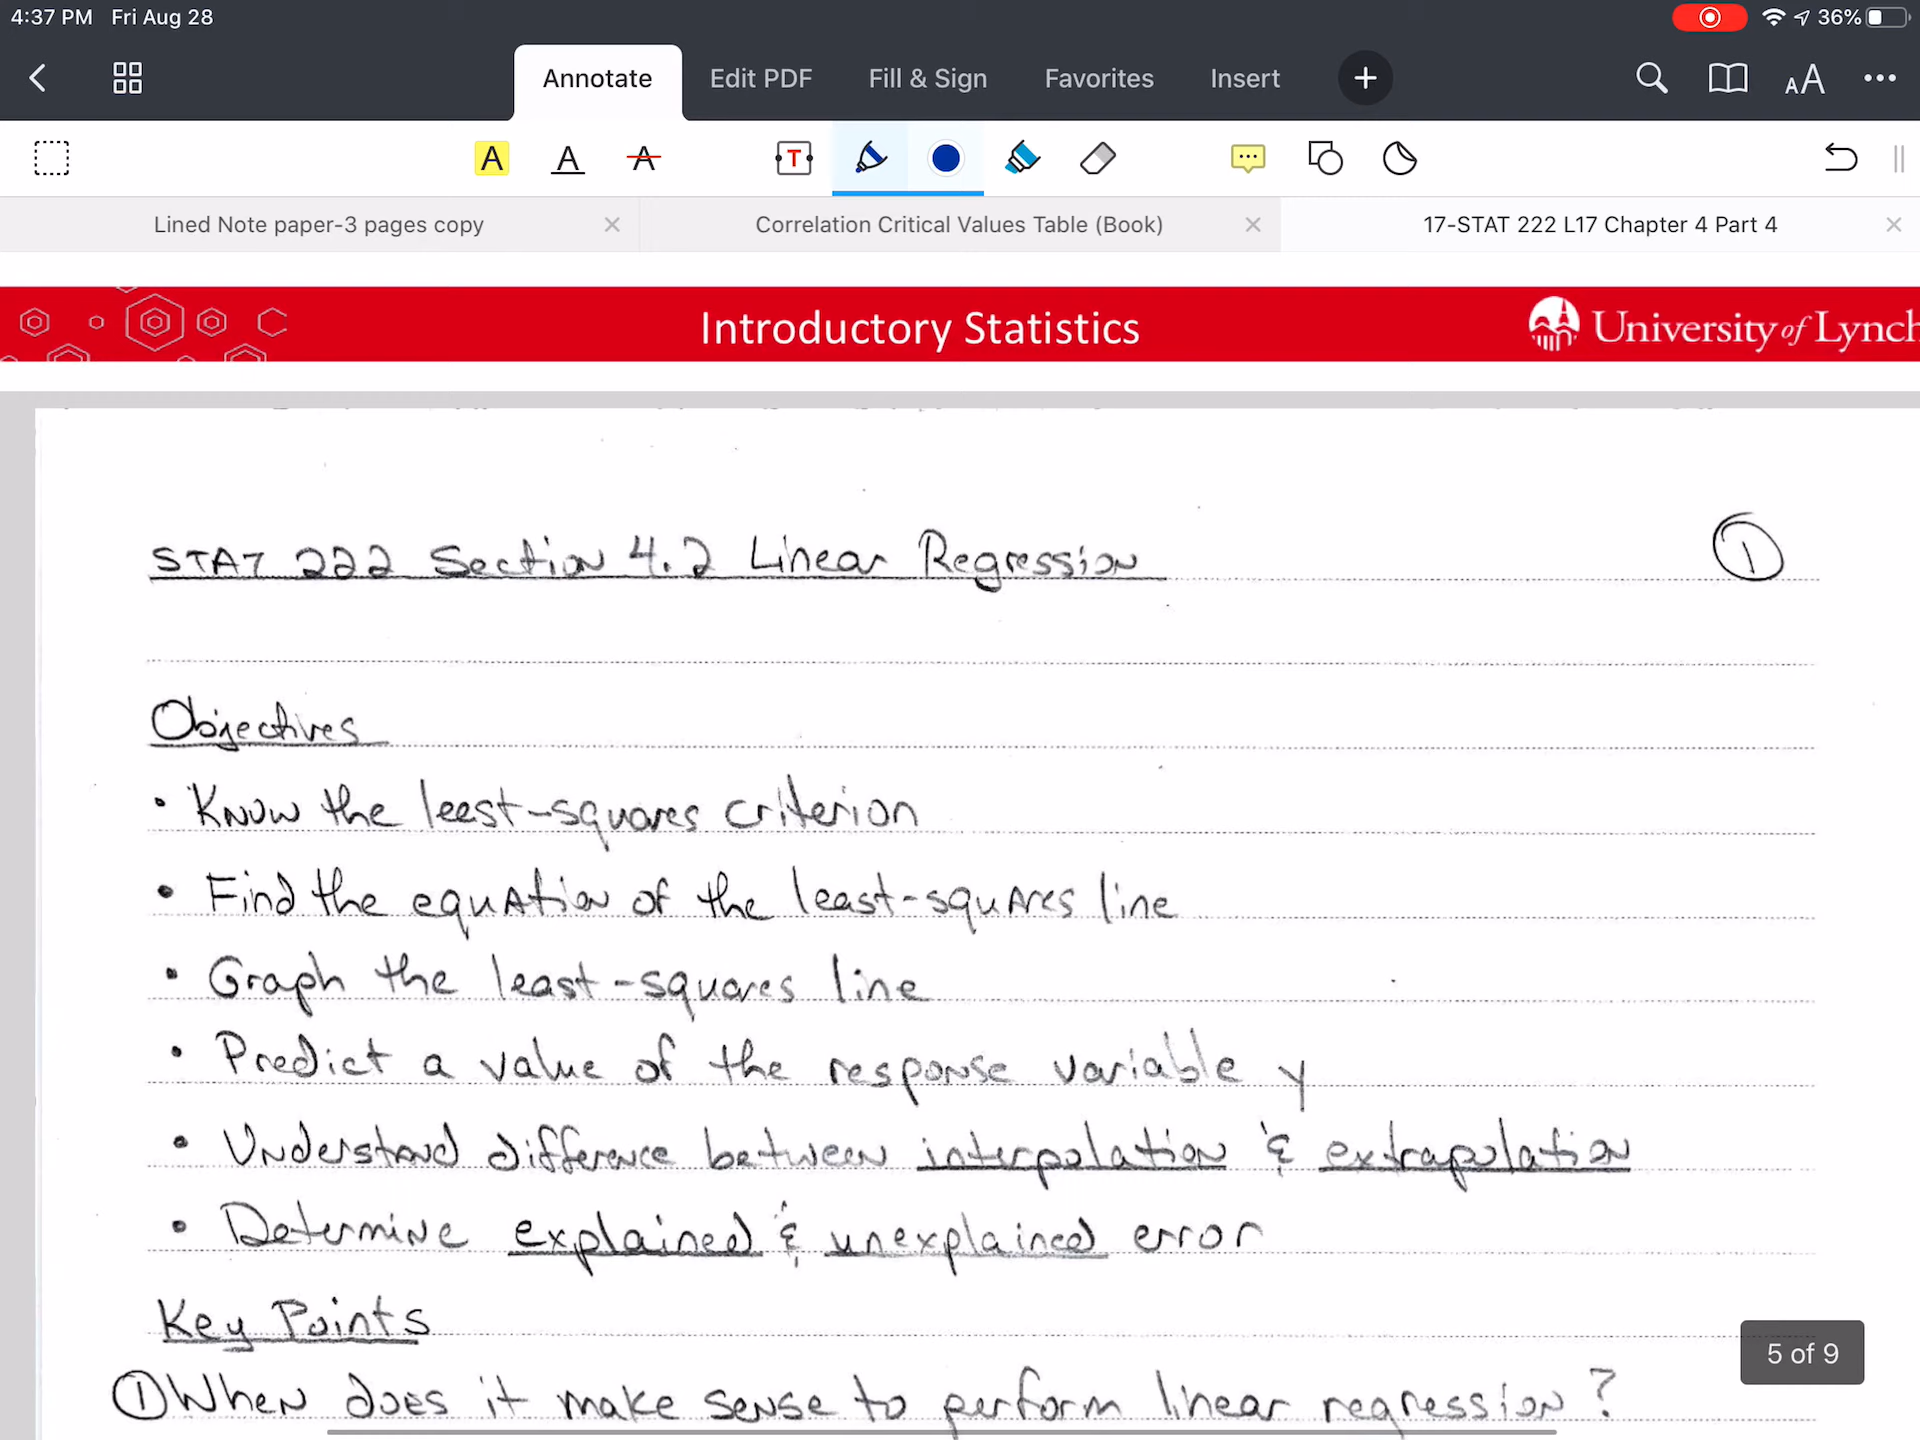 4:37 PM Fri Aug 28
36%
Annotate Edit PDF Fill & Sign Favorites Insert
AA
A A A T
Lined Note paper-3 pages copy
Correlation Critical Values Table (Book)
17-STAT 222 L17 Chapter 4 Part 4
Introductory Statistics
University of Lynch
STAT 222 Section 4.2 Linear Regression
1
Objectives
• Know the leest-squares criterion
• Find the equation of the least-squares line
• Graph the least-squares line
• Predict a value of the response variable y
• Understand difference between interpolation & extrapolation
• Determine explained & unexplained error
Key Points
5 of 9
① When does it make sense to perform linear regression?